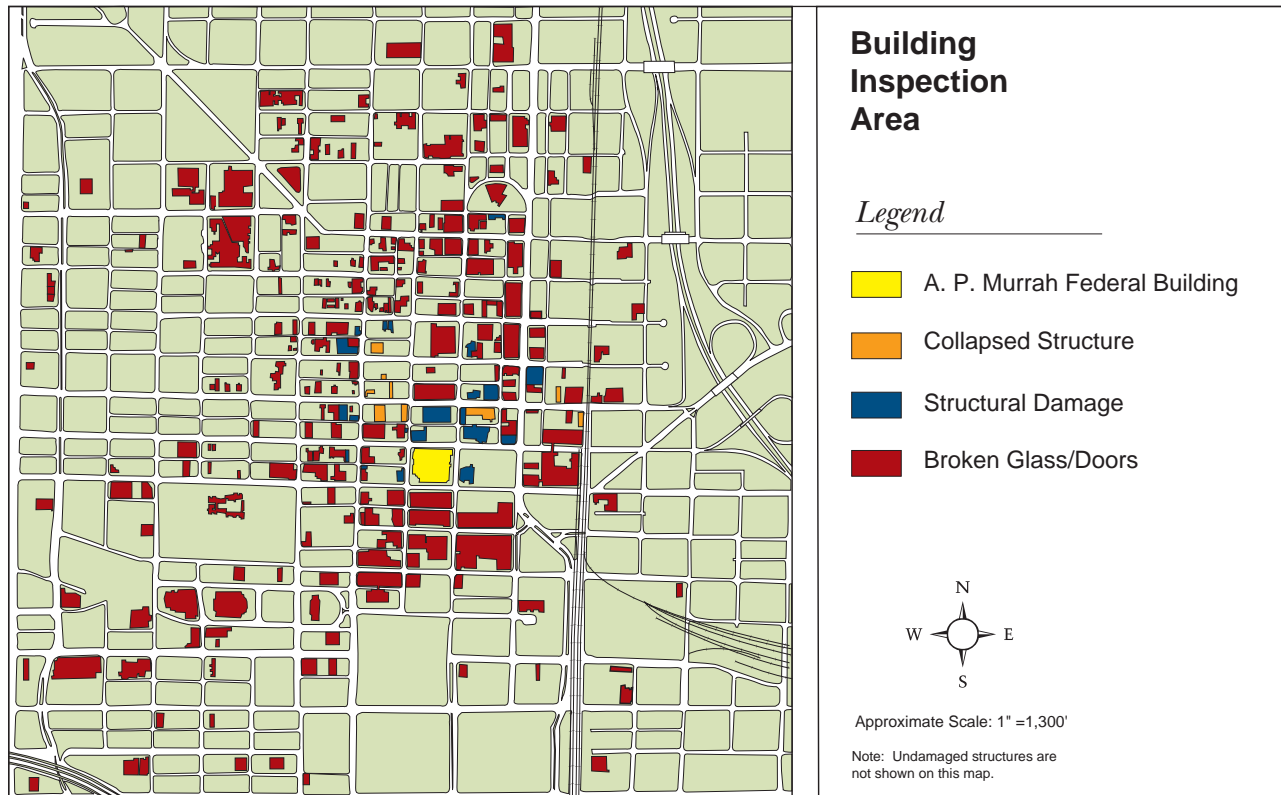 Building
Inspection
Area
Legend
A. P. Murrah Federal Building
Collapsed Structure
Structural Damage
Broken Glass/Doors
N
W E
S
Approximate Scale: 1" =1,300'
Note: Undamaged structures are
not shown on this map.